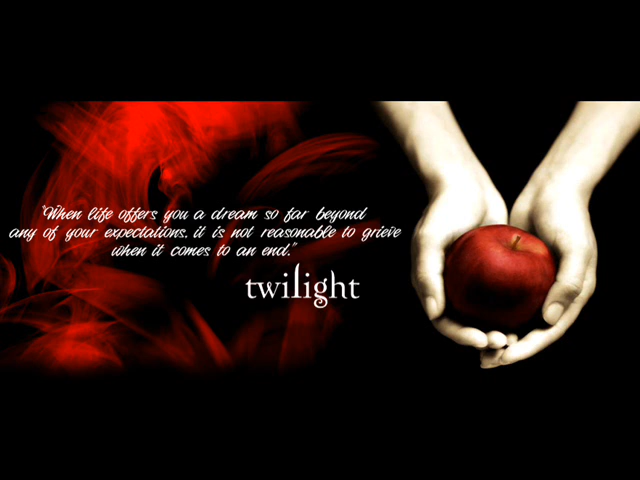 "When life offers you a dream so far beyond
any of your expectations, it is not reasonable to grieve
when it comes to an end."
twilight